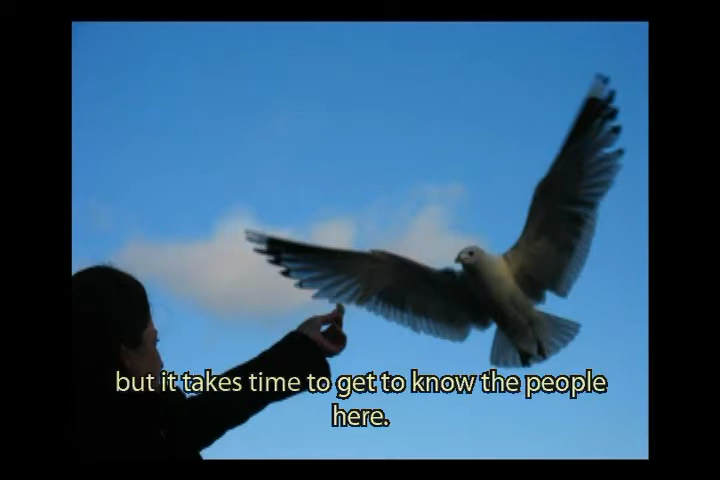 but it takes time to get to know the people
here.